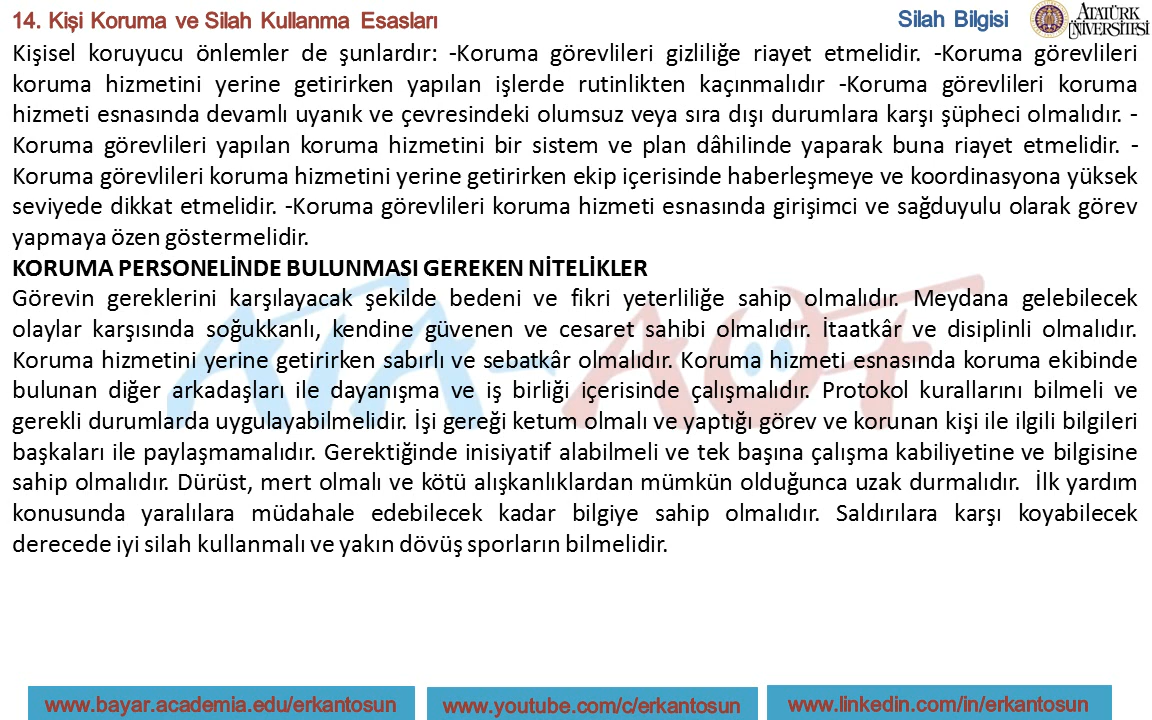 14. Kişi Koruma ve Silah Kullanma Esasları
Silah Bilgisi
ATATÜRK
ÜNİVERSİTESİ
Kişisel koruyucu önlemler de şunlardır: -Koruma görevlileri gizliliğe riayet etmelidir. -Koruma görevlileri
koruma hizmetini yerine getirirken yapılan işlerde rutinlikten kaçınmalıdır -Koruma görevlileri koruma
hizmeti esnasında devamlı uyanık ve çevresindeki olumsuz veya sıra dışı durumlara karşı şüpheci olmalıdır. -
Koruma görevlileri yapılan koruma hizmetini bir sistem ve plan dâhilinde yaparak buna riayet etmelidir. -
Koruma görevlileri koruma hizmetini yerine getirirken ekip içerisinde haberleşmeye ve koordinasyona yüksek
seviyede dikkat etmelidir. -Koruma görevlileri koruma hizmeti esnasında girişimci ve sağduyulu olarak görev
yapmaya özen göstermelidir.
KORUMA PERSONELİNDE BULUNMASI GEREKEN NİTELİKLER
Görevin gereklerini karşılayacak şekilde bedeni ve fikri yeterliliğe sahip olmalıdır. Meydana gelebilecek
olaylar karşısında soğukkanlı, kendine güvenen ve cesaret sahibi olmalıdır. İtaatkâr ve disiplinli olmalıdır.
Koruma hizmetini yerine getirirken sabırlı ve sebatkâr olmalıdır. Koruma hizmeti esnasında koruma ekibinde
bulunan diğer arkadaşları ile dayanışma ve iş birliği içerisinde çalışmalıdır. Protokol kurallarını bilmeli ve
gerekli durumlarda uygulayabilmelidir. İşi gereği ketum olmalı ve yaptığı görev ve korunan kişi ile ilgili bilgileri
başkaları ile paylaşmamalıdır. Gerektiğinde inisiyatif alabilmeli ve tek başına çalışma kabiliyetine ve bilgisine
sahip olmalıdır. Dürüst, mert olmalı ve kötü alışkanlıklardan mümkün olduğunca uzak durmalıdır. İlk yardım
konusunda yaralılara müdahale edebilecek kadar bilgiye sahip olmalıdır. Saldırılara karşı koyabilecek
derecede iyi silah kullanmalı ve yakın dövüş sporların bilmelidir.
ATA-AÖF
www.bayar.academia.edu/erkantosun
www.youtube.com/c/erkantosun
www.linkedin.com/in/erkantosun